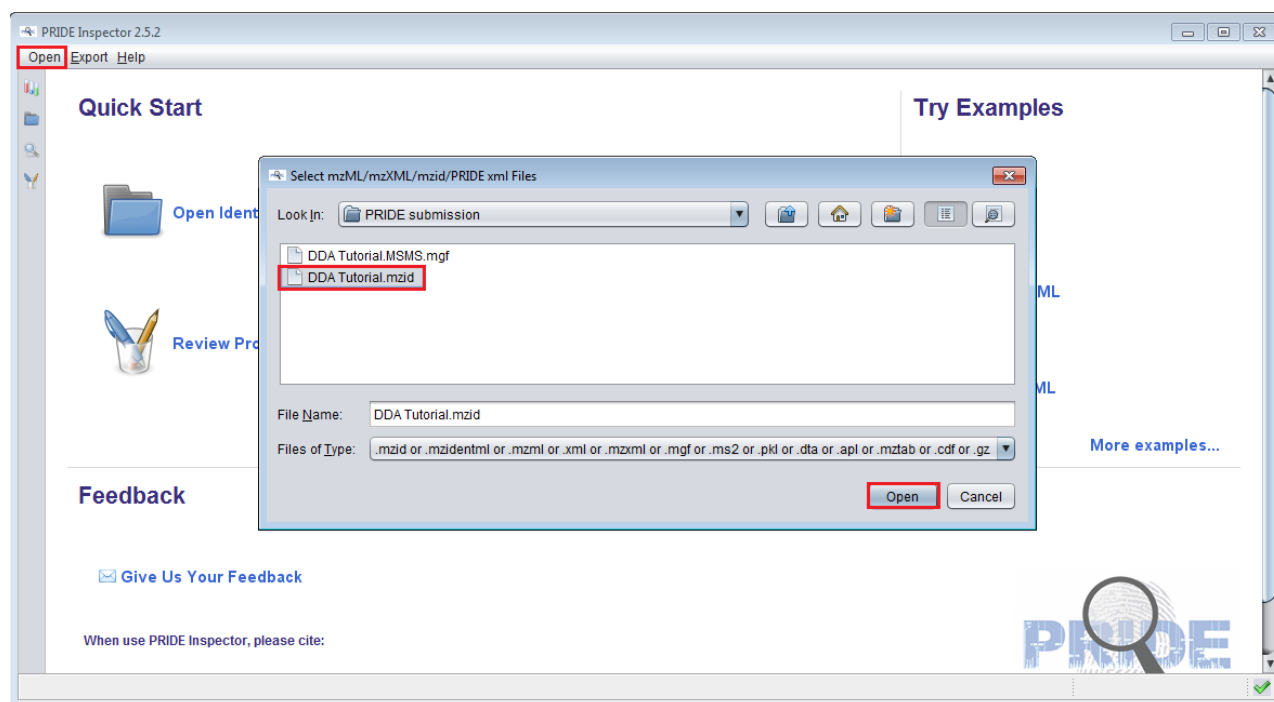 PRIDE Inspector 2.5.2
Open Export Help
Quick Start
Try Examples
Select mzML/mzXML/mzid/PRIDE xml Files
Open Ident
Look In: PRIDE submission
DDA Tutorial.MSMS.mgf
DDA Tutorial.mzid
ML
Review Pro
ML
File Name: DDA Tutorial.mzid
Files of Type: .mzid or .mzidentml or .mzml or .xml or .mzxml or .mgf or .ms2 or .pkl or .dta or .apl or .mztab or .cdf or .gz
More examples...
Feedback
Open Cancel
Give Us Your Feedback
When use PRIDE Inspector, please cite:
PRIDE